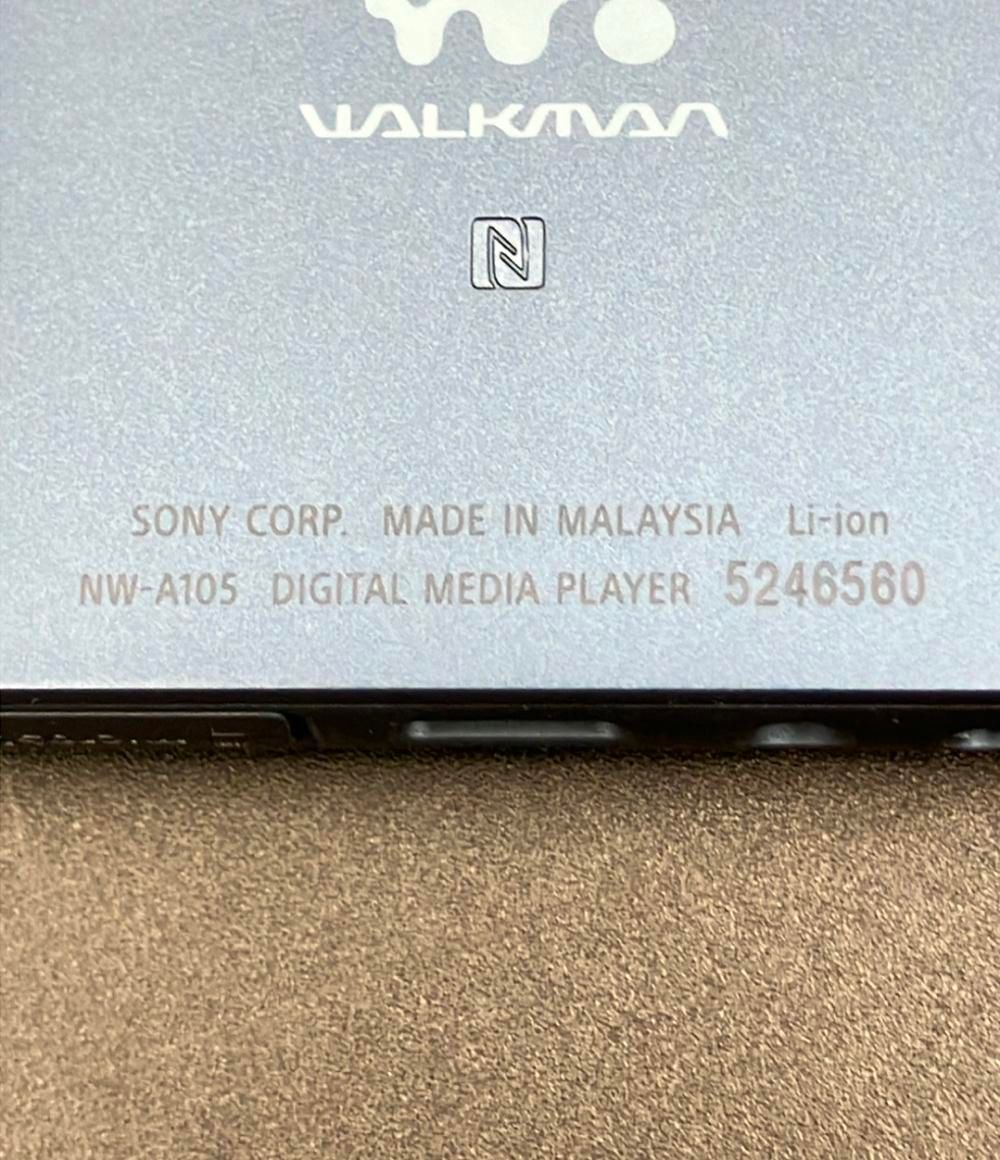 WALKMAN
SONY CORP. MADE IN MALAYSIA Li-ion
NW-A105 DIGITAL MEDIA PLAYER 5246560